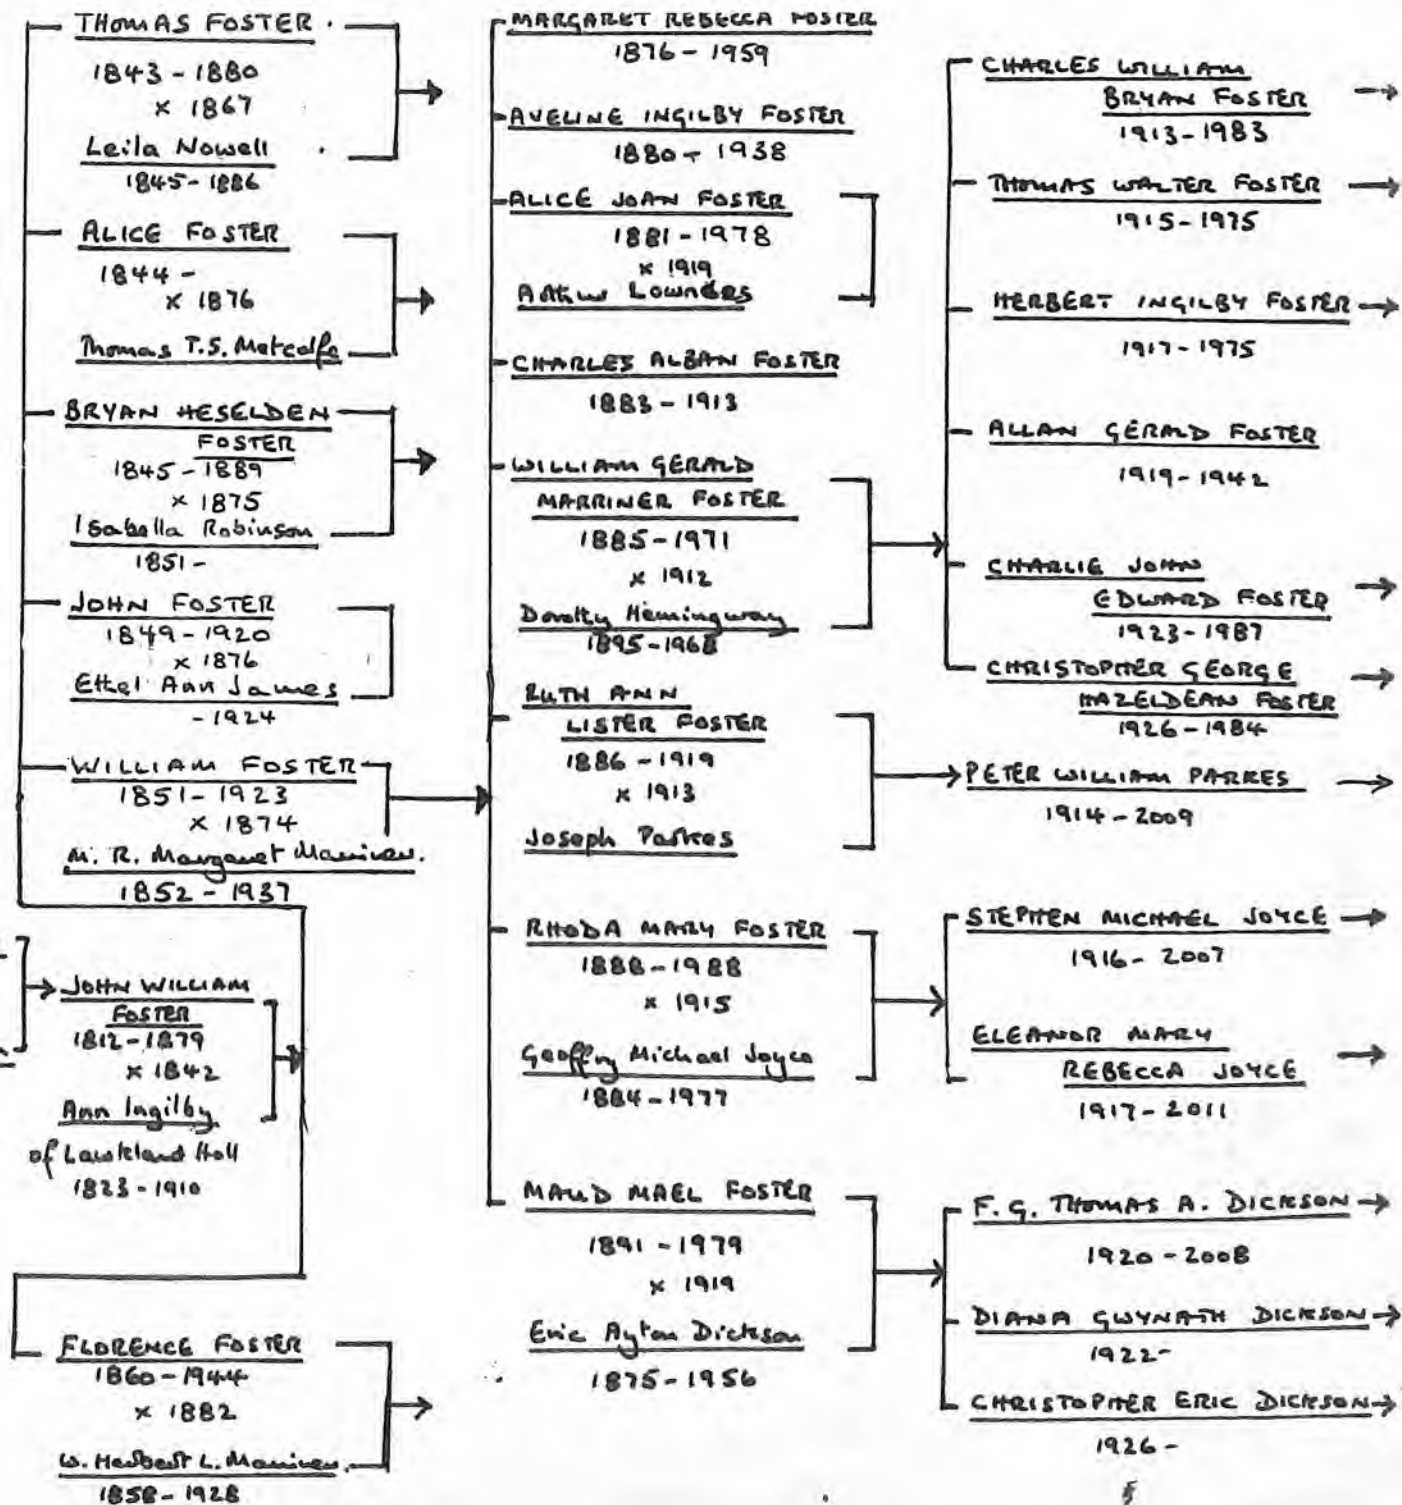 THOMAS FOSTER
1843 - 1880
x 1867
Leila Nowell
1845 - 1886
ALICE FOSTER
1844 -
x 1876
Thomas T.S. Metcalfe
BRYAN HESELDEN
FOSTER
1845 - 1889
x 1875
Isabella Robinson
1851 -
JOHN FOSTER
1849 - 1920
x 1876
Ethel Ann James
- 1924
WILLIAM FOSTER
1851 - 1923
x 1874
M. R. Margaret Marriner.
1852 - 1937
JOHN WILLIAM
FOSTER
1812 - 1879
x 1842
Ann Ingilby
of Lawkland Hall
1823 - 1910
FLORENCE FOSTER
1860 - 1944
x 1882
W. Herbert L. Marriner.
1858 - 1928
MARGARET REBECCA FOSTER
1876 - 1959
AVELINE INGILBY FOSTER
1880 - 1938
ALICE JOAN FOSTER
1881 - 1978
x 1919
Arthur Lowndes
CHARLES ALBAN FOSTER
1883 - 1913
WILLIAM GERALD
MARRINER FOSTER
1885 - 1971
x 1912
Dorothy Hemingway
1895 - 1968
RUTH ANN
LISTER FOSTER
1886 - 1919
x 1913
Joseph Parkes
RHODA MARY FOSTER
1888 - 1988
x 1915
Geoffry Michael Joyce
1884 - 1977
MAUD MAEL FOSTER
1891 - 1979
x 1919
Eric Ayton Dickson
1875 - 1956
CHARLES WILLIAM
BRYAN FOSTER
1913 - 1983
THOMAS WALTER FOSTER
1915 - 1975
HERBERT INGILBY FOSTER
1917 - 1975
ALLAN GERALD FOSTER
1919 - 1942
CHARLIE JOHN
EDWARD FOSTER
1923 - 1987
CHRISTOPHER GEORGE
HAZELDEAN FOSTER
1926 - 1984
PETER WILLIAM PARKES
1914 - 2009
STEPHEN MICHAEL JOYCE
1916 - 2007
ELEANOR MARY
REBECCA JOYCE
1917 - 2011
F. G. THOMAS A. DICKSON
1920 - 2008
DIANA GWYNATH DICKSON
1922 -
CHRISTOPHER ERIC DICKSON
1926 -